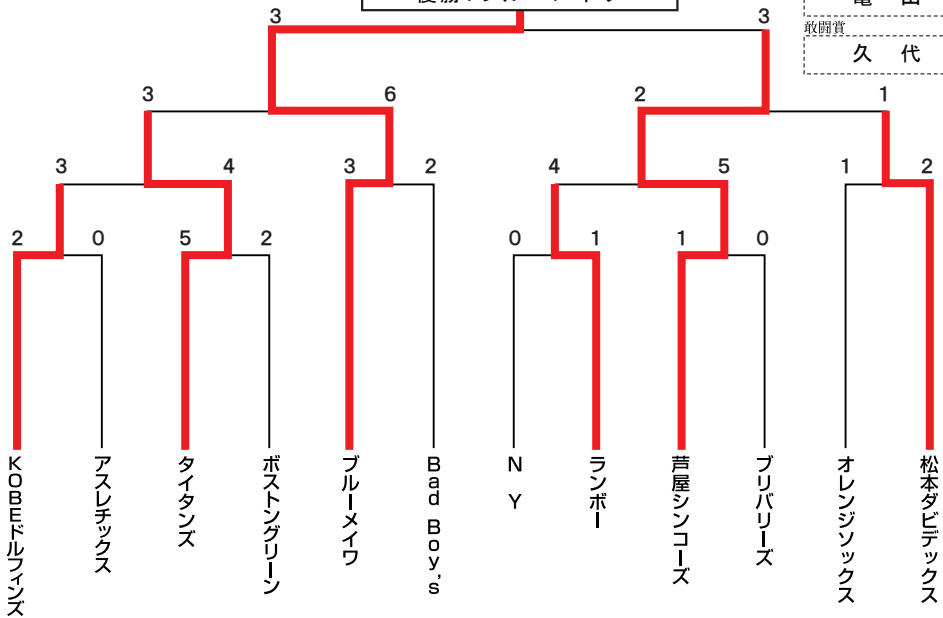 3
3
敢闘賞
久 代
3
6
2
1
3
4
3
2
4
5
1
2
2
0
5
2
0
1
1
0
KOBEドルフィンズ
アスレチックス
タイタンズ
ボストングリーン
ブルーメイワ
Bad Boy's
N Y
ランボー
芦屋シンコーズ
ブリバリーズ
オレンジソックス
松本ダビデックス